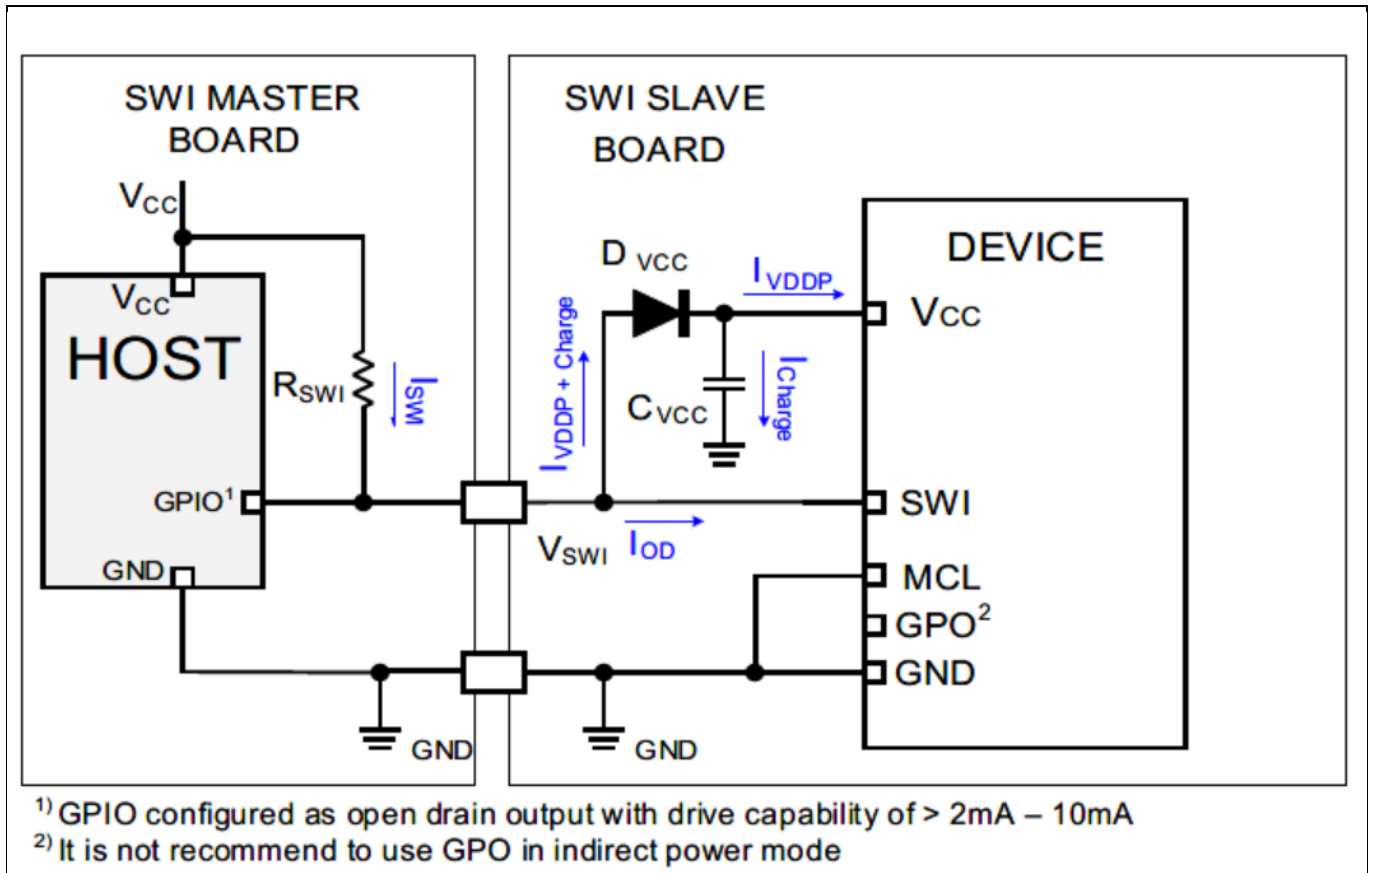 SWI MASTER
BOARD
VCC
VCC
HOST
RSWI
ISWI
GPIO1
GND
GND
SWI SLAVE
BOARD
D VCC
IVDDP
IVDDP + Charge
CVCC
ICharge
VSWI
IOD
GND
DEVICE
VCC
SWI
MCL
GPO2
GND
1) GPIO configured as open drain output with drive capability of > 2mA – 10mA
2) It is not recommend to use GPO in indirect power mode